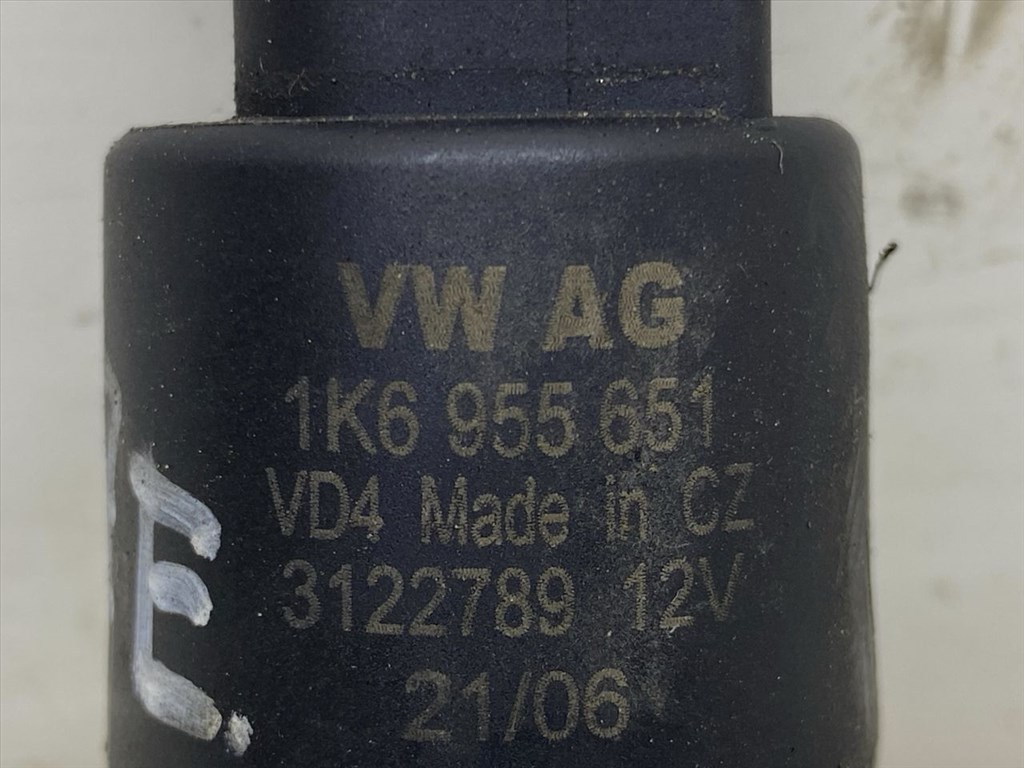 VW AG
1K6 955 651
VD4 Made in CZ
3122789 12V
21/06
E.